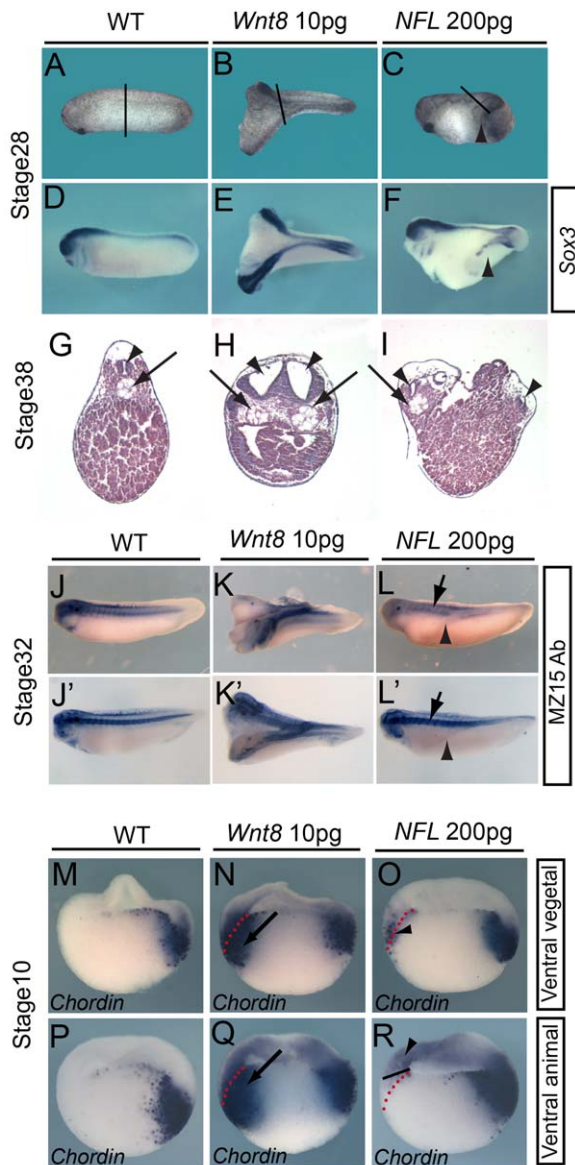 WT Wnt8 10pg NFL 200pg
A B C
Stage28
D E F
Sox3
G H I
Stage38
WT Wnt8 10pg NFL 200pg
J K L
Stage32
MZ15 Ab
J' K' L'
WT Wnt8 10pg NFL 200pg
M N O
Ventral vegetal
Chordin Chordin Chordin
Stage10
P Q R
Ventral animal
Chordin Chordin Chordin